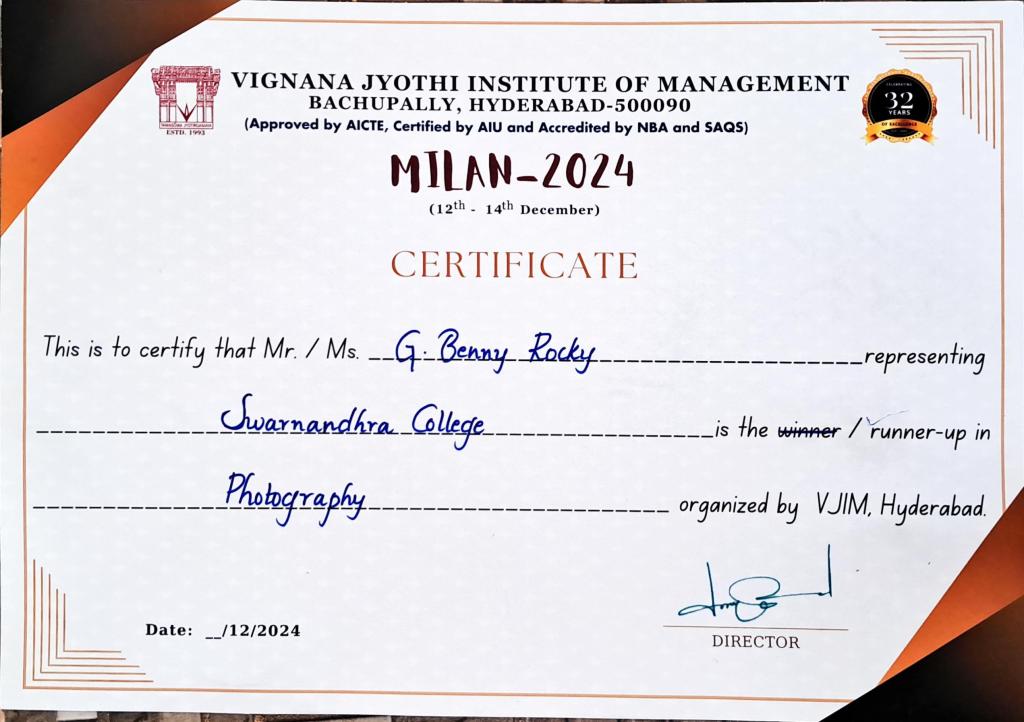 VIGNANA JYOTHI INSTITUTE OF MANAGEMENT
BACHUPALLY, HYDERABAD-500090
(Approved by AICTE, Certified by AIU and Accredited by NBA and SAQS)
ESTD. 1993
CELEBRATING
32
YEARS
OF EXCELLENCE
MILAN-2024
(12th - 14th December)
CERTIFICATE
This is to certify that Mr. / Ms. G. Benny Rocky representing
Swarnandhra College is the winner / runner-up in
Photography organized by VJIM, Hyderabad.
Date: __/12/2024
DIRECTOR